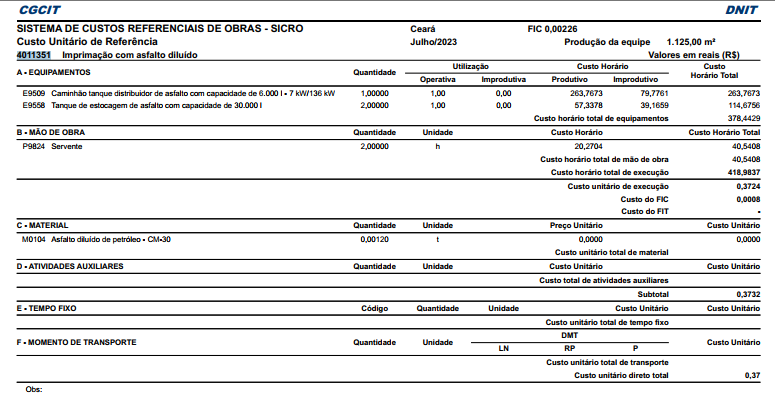 CGCIT DNIT
SISTEMA DE CUSTOS REFERENCIAIS DE OBRAS - SICRO Ceará FIC 0,00226
Custo Unitário de Referência Julho/2023 Produção da equipe 1.125,00 m²
4011351 Imprimação com asfalto diluído Valores em reais (R$)
A - EQUIPAMENTOS Quantidade Utilização Custo Horário Custo Horário Total
Operativa Improdutiva Produtivo Improdutivo
E9509 Caminhão tanque distribuidor de asfalto com capacidade de 6.000 l - 7 kW/136 kW 1,00000 1,00 0,00 263,7673 79,7761 263,7673
E9558 Tanque de estocagem de asfalto com capacidade de 30.000 l 2,00000 1,00 0,00 57,3378 39,1659 114,6756
Custo horário total de equipamentos 378,4429
B - MÃO DE OBRA Quantidade Unidade Custo Horário Custo Horário Total
P9824 Servente 2,00000 h 20,2704 40,5408
Custo horário total de mão de obra 40,5408
Custo horário total de execução 418,9837
Custo unitário de execução 0,3724
Custo do FIC 0,0008
Custo do FIT -
C - MATERIAL Quantidade Unidade Preço Unitário Custo Unitário
M0104 Asfalto diluído de petróleo - CM-30 0,00120 t 0,0000 0,0000
Custo unitário total de material
D - ATIVIDADES AUXILIARES Quantidade Unidade Custo Unitário Custo Unitário
Custo total de atividades auxiliares
Subtotal 0,3732
E - TEMPO FIXO Código Quantidade Unidade Custo Unitário Custo Unitário
Custo unitário total de tempo fixo
F - MOMENTO DE TRANSPORTE Quantidade Unidade DMT Custo Unitário
LN RP P
Custo unitário total de transporte
Custo unitário direto total 0,37
Obs: